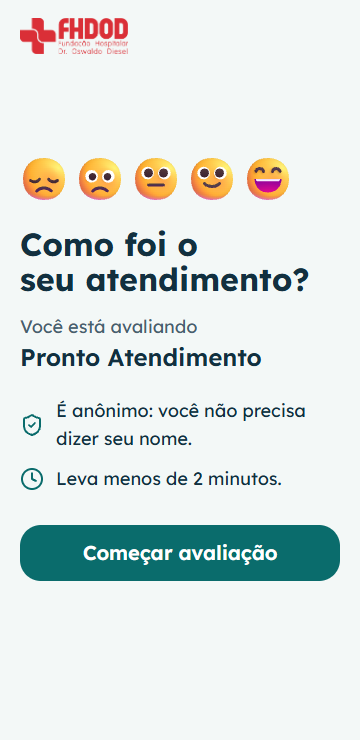 FHDOD
Fundação Hospitalar
Dr. Oswaldo Diesel
Como foi o
seu atendimento?
Você está avaliando
Pronto Atendimento
É anônimo: você não precisa
dizer seu nome.
Leva menos de 2 minutos.
Começar avaliação